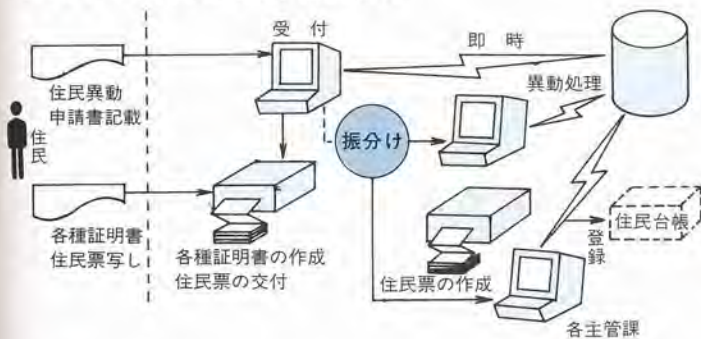 受 付
即 時
住民異動
申請書記載
異動処理
住民
振分け
各種証明書
住民票写し
各種証明書の作成
住民票の交付
住民票の作成
登録
住民台帳
各主管課